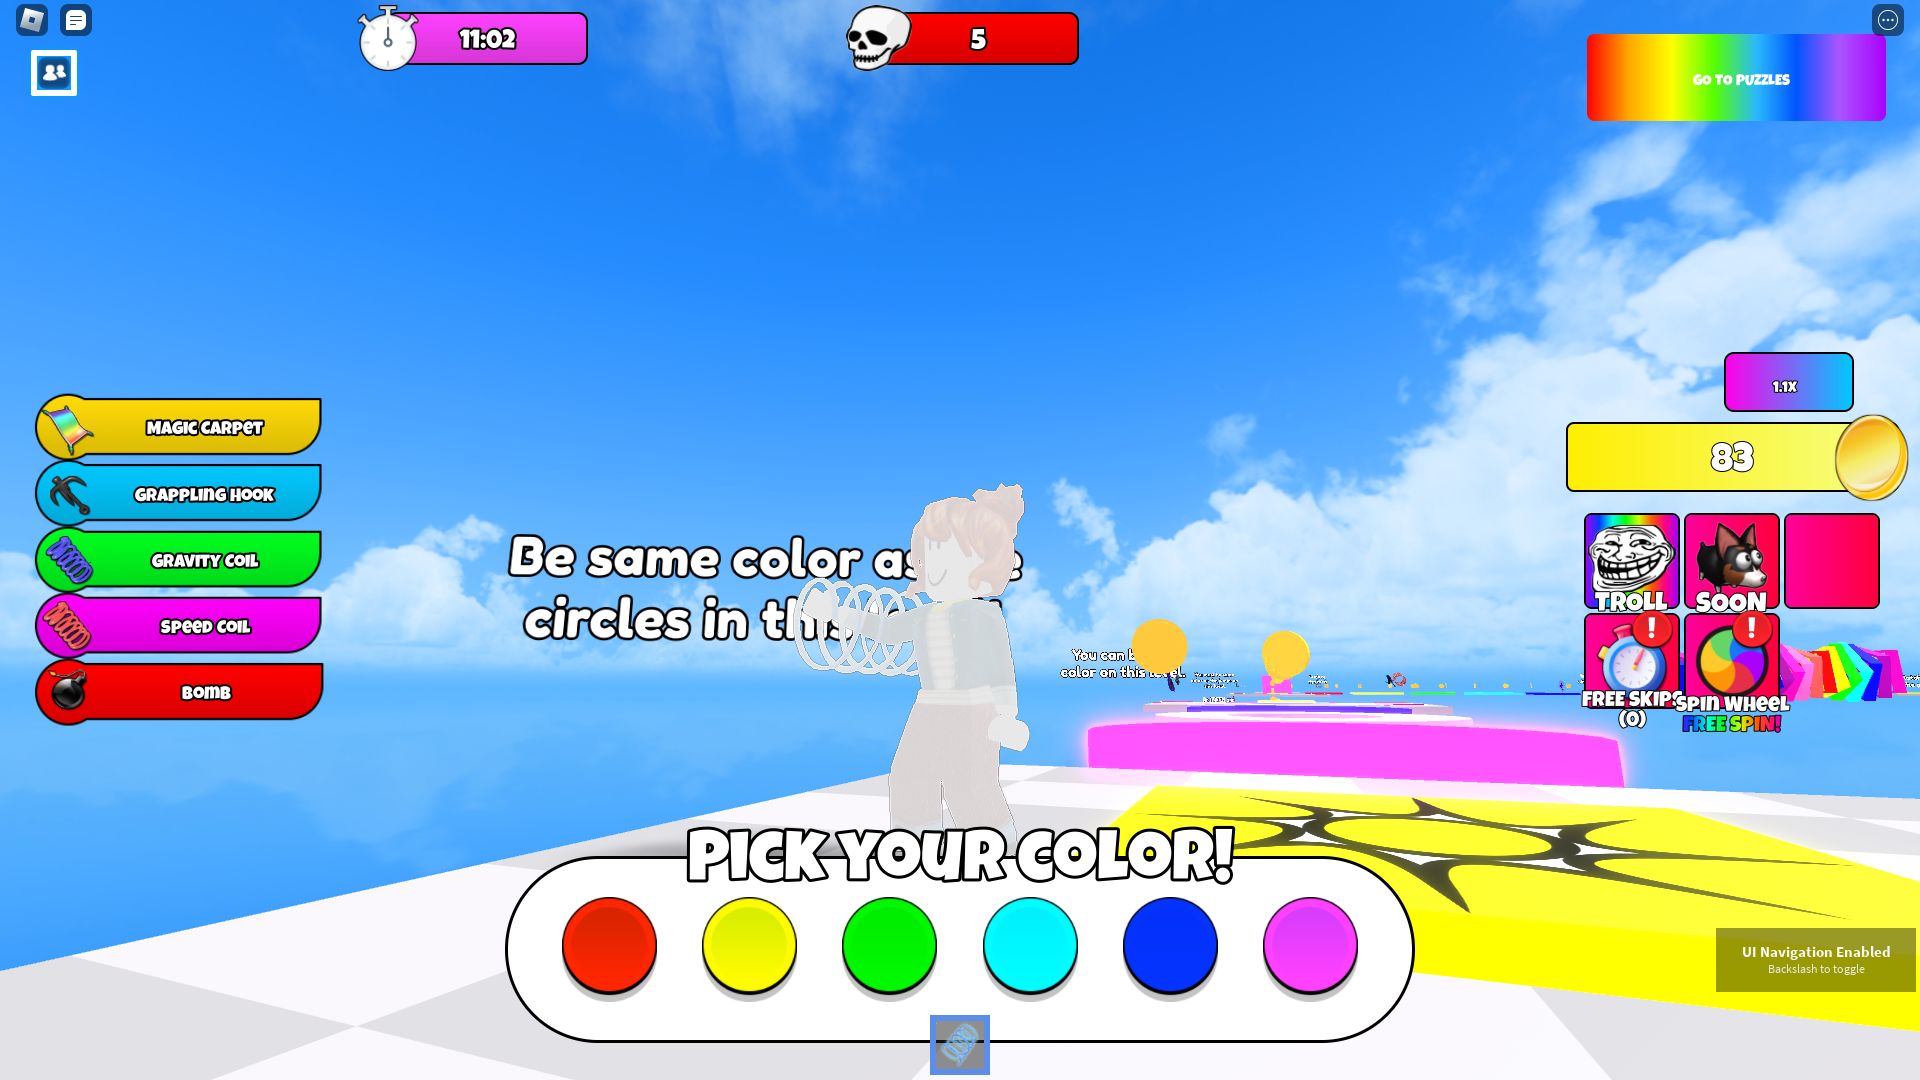 11:02
5
GO TO PUZZLES
1.1X
83
MAGIC CARPET
GRAPPLING HOOK
GRAVITY COIL
SPEED COIL
BOMB
Be same color as
circles in this
You can b
color on this level.
TROLL
SOON
!
!
FREE SKIPS
(0)
SPIN WHEEL
FREE SPIN!
PICK YOUR COLOR!
UI Navigation Enabled
Backslash to toggle